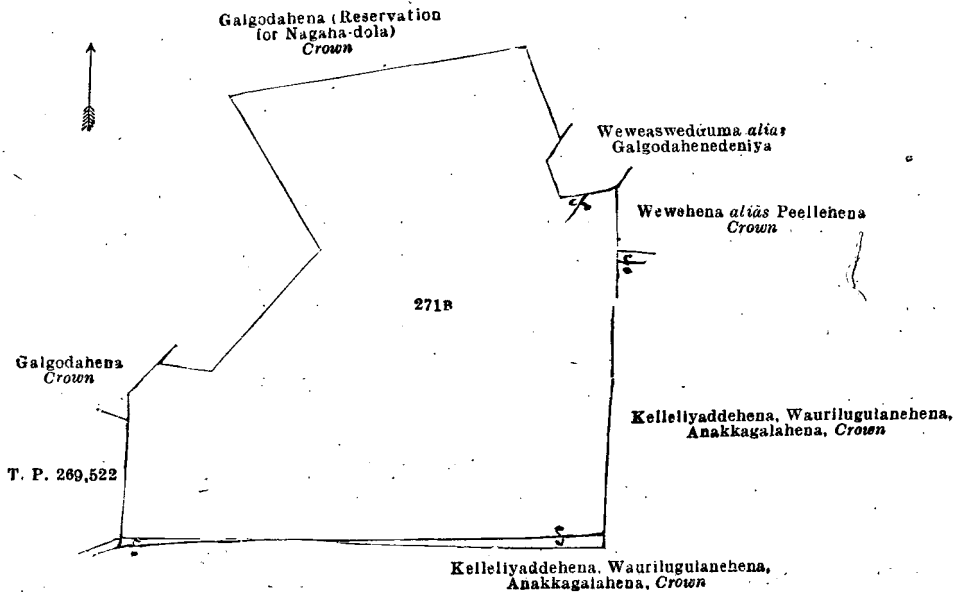 Galgodahena (Reservation
for Nagaha-dola)
Crown
Weweaswedduma alias
Galgodahenedeniya
Wewehena alias Peellehena
Crown
271B
Galgodahena
Crown
Kelleliyaddehena, Waurilugulanehena,
Anakkagalahena, Crown
T. P. 269,522
Kelleliyaddehena, Waurilugulanehena,
Anakkagalahena, Crown